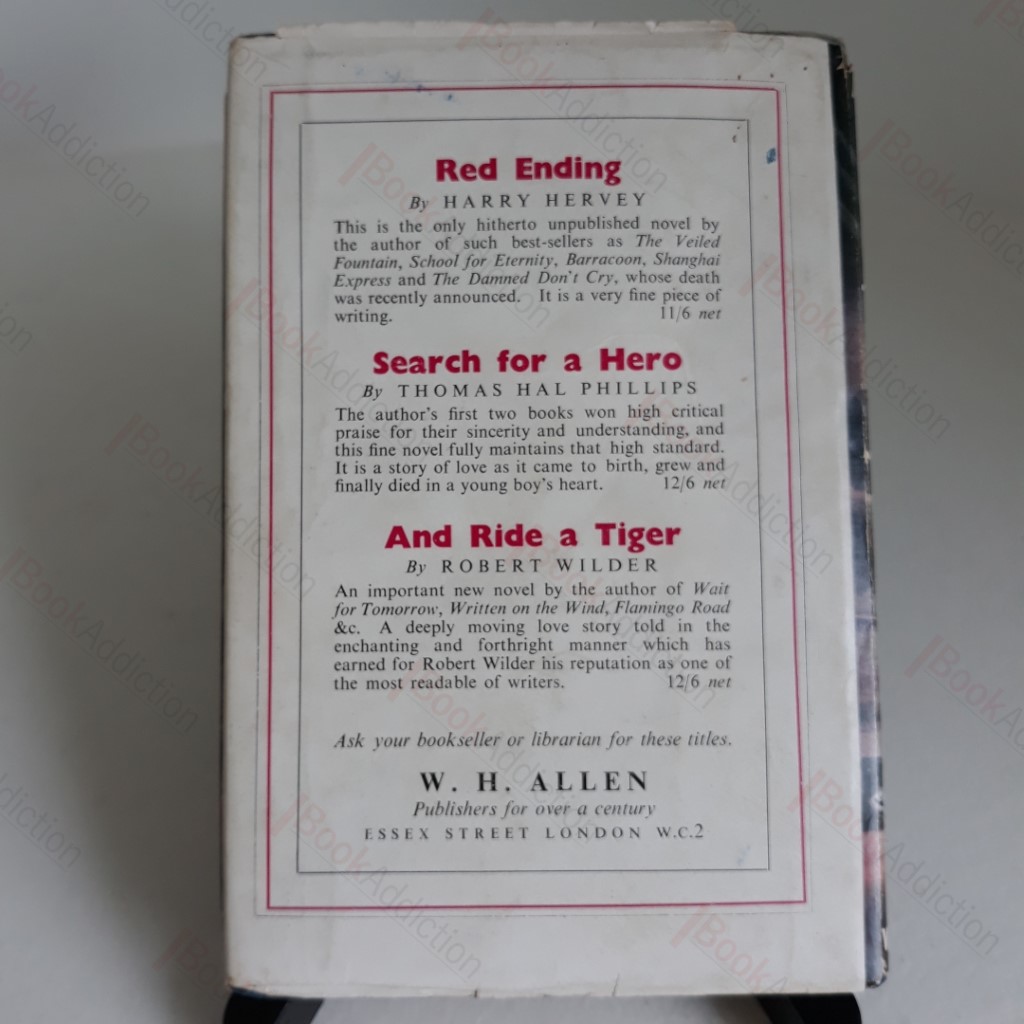 Red Ending
By HARRY HERVEY
This is the only hitherto unpublished novel by
the author of such best-sellers as The Veiled
Fountain, School for Eternity, Barracoon, Shanghai
Express and The Damned Don't Cry, whose death
was recently announced. It is a very fine piece of
writing. 11/6 net
Search for a Hero
By THOMAS HAL PHILLIPS
The author's first two books won high critical
praise for their sincerity and understanding, and
this fine novel fully maintains that high standard.
It is a story of love as it came to birth, grew and
finally died in a young boy's heart. 12/6 net
And Ride a Tiger
By ROBERT WILDER
An important new novel by the author of Wait
for Tomorrow, Written on the Wind, Flamingo Road
&c. A deeply moving love story told in the
enchanting and forthright manner which has
earned for Robert Wilder his reputation as one of
the most readable of writers. 12/6 net
Ask your bookseller or librarian for these titles.
W. H. ALLEN
Publishers for over a century
ESSEX STREET LONDON W.C.2
BookAddiction